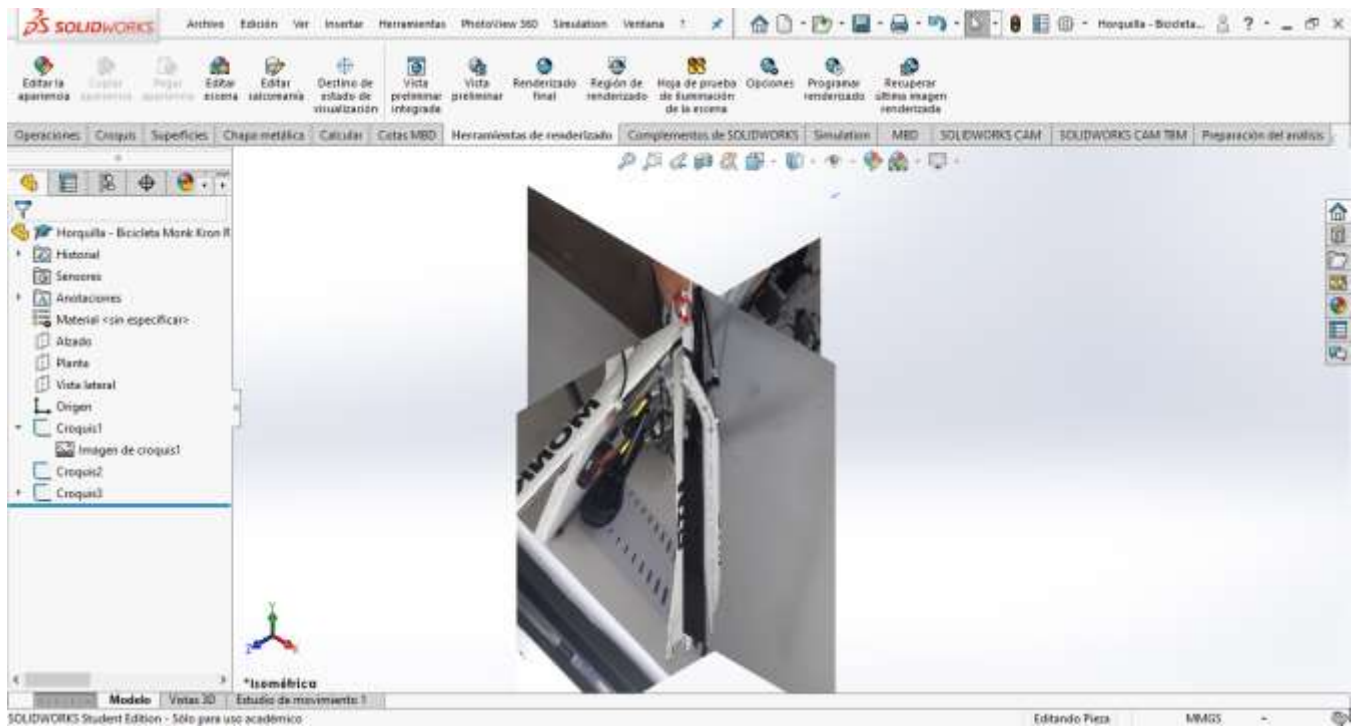 SOLIDWORKS
Archivo Edición Ver Insertar Herramientas PhotoView 360 Simulation Ventana ?
Horquilla - Bicicleta...
Editar la apariencia
Copiar apariencia
Pegar apariencia
Editar escena
Editar calcomanía
Destino de estado de visualización
Vista preliminar integrada
Vista preliminar
Renderizado final
Región de renderizado
Hoja de prueba de iluminación de la escena
Opciones
Programar renderizado
Recuperar última imagen renderizada
Operaciones Croquis Superficies Chapa metálica Calcular Cotas MBD Herramientas de renderizado Complementos de SOLIDWORKS Simulation MBD SOLIDWORKS CAM SOLIDWORKS CAM TBM Preparación del análisis
Horquilla - Bicicleta Monk Kron R
Historial
Sensores
Anotaciones
Material <sin especificar>
Alzado
Planta
Vista lateral
Origen
Croquis1
Imagen de croquis1
Croquis2
Croquis3
MONK
Y
Z X
*Isométrica
Modelo Vistas 3D Estudio de movimiento 1
SOLIDWORKS Student Edition - Sólo para uso académico
Editando Pieza MMGS